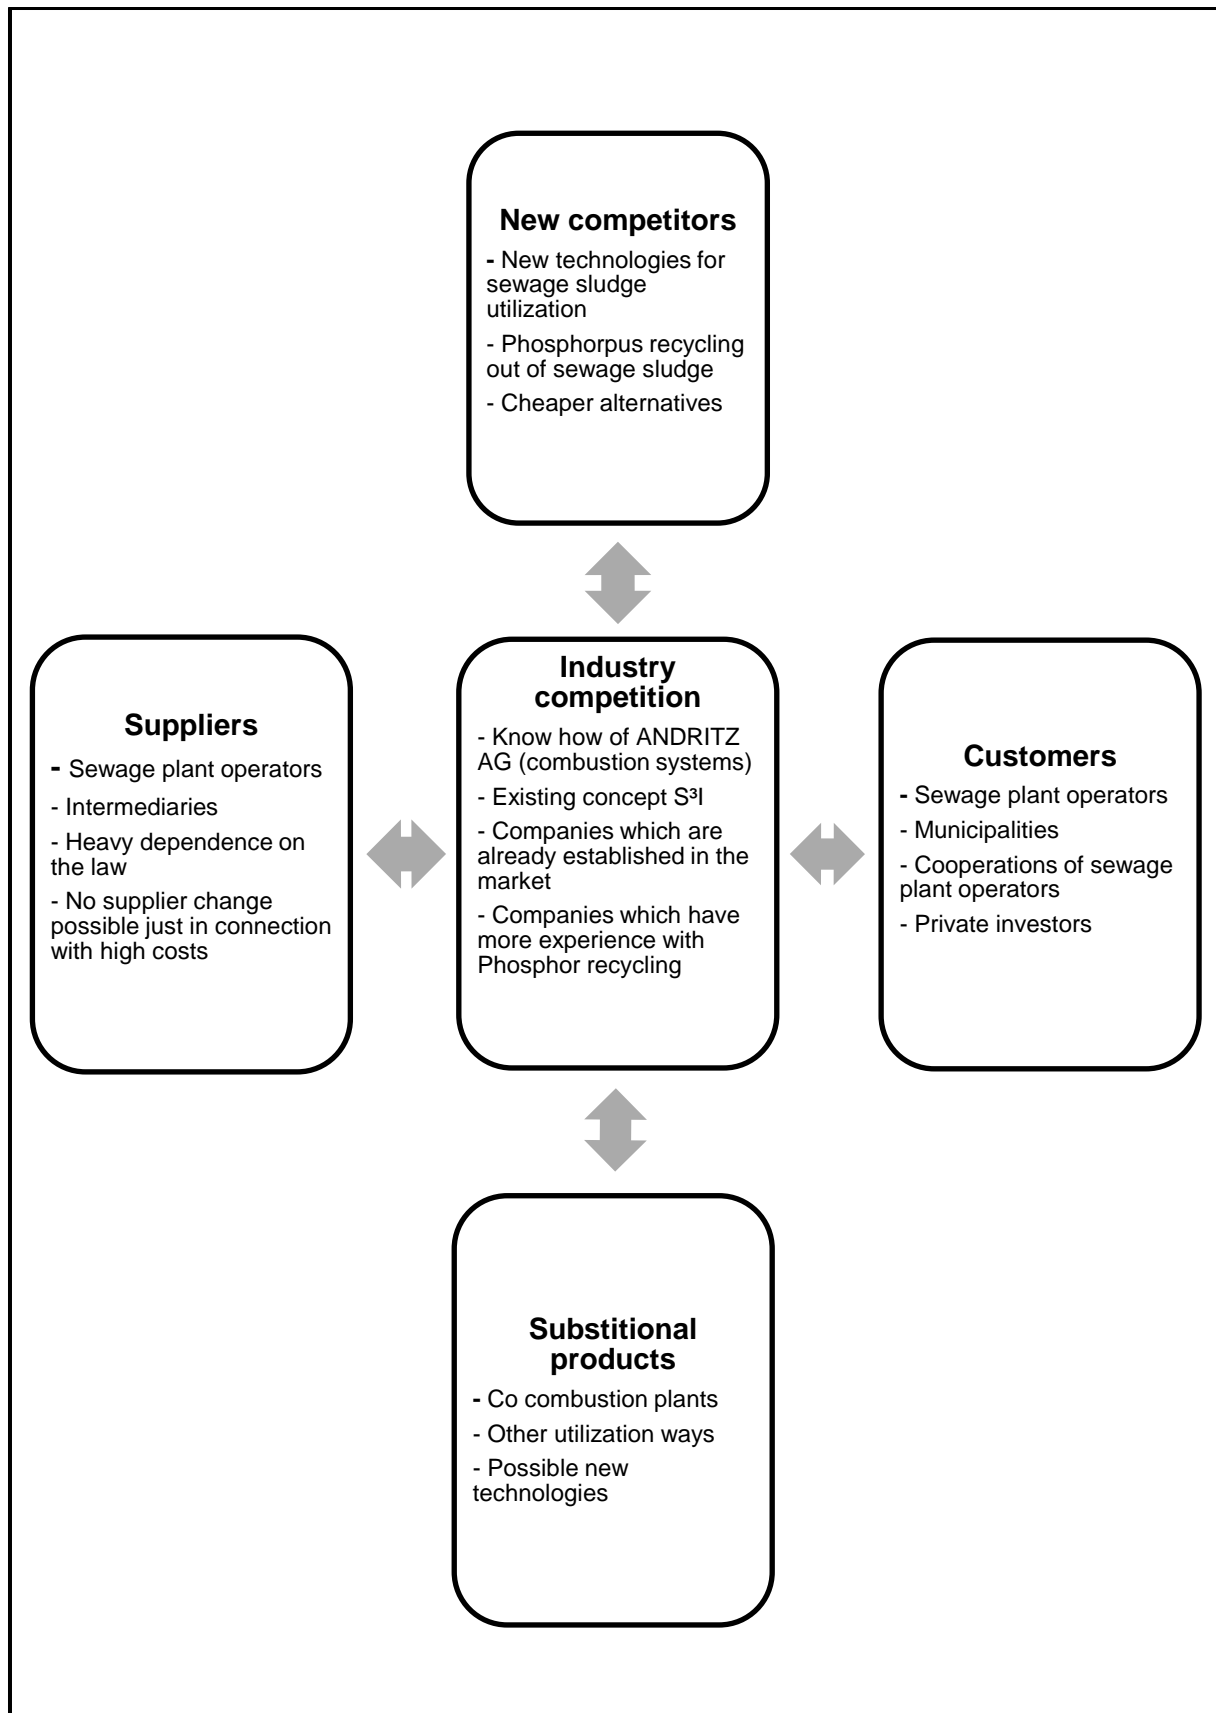 New competitors
- New technologies for
sewage sludge
utilization
- Phosphorpus recycling
out of sewage sludge
- Cheaper alternatives
Suppliers
- Sewage plant operators
- Intermediaries
- Heavy dependence on
the law
- No supplier change
possible just in connection
with high costs
Industry
competition
- Know how of ANDRITZ
AG (combustion systems)
- Existing concept S³I
- Companies which are
already established in the
market
- Companies which have
more experience with
Phosphor recycling
Customers
- Sewage plant operators
- Municipalities
- Cooperations of sewage
plant operators
- Private investors
Substitional
products
- Co combustion plants
- Other utilization ways
- Possible new
technologies